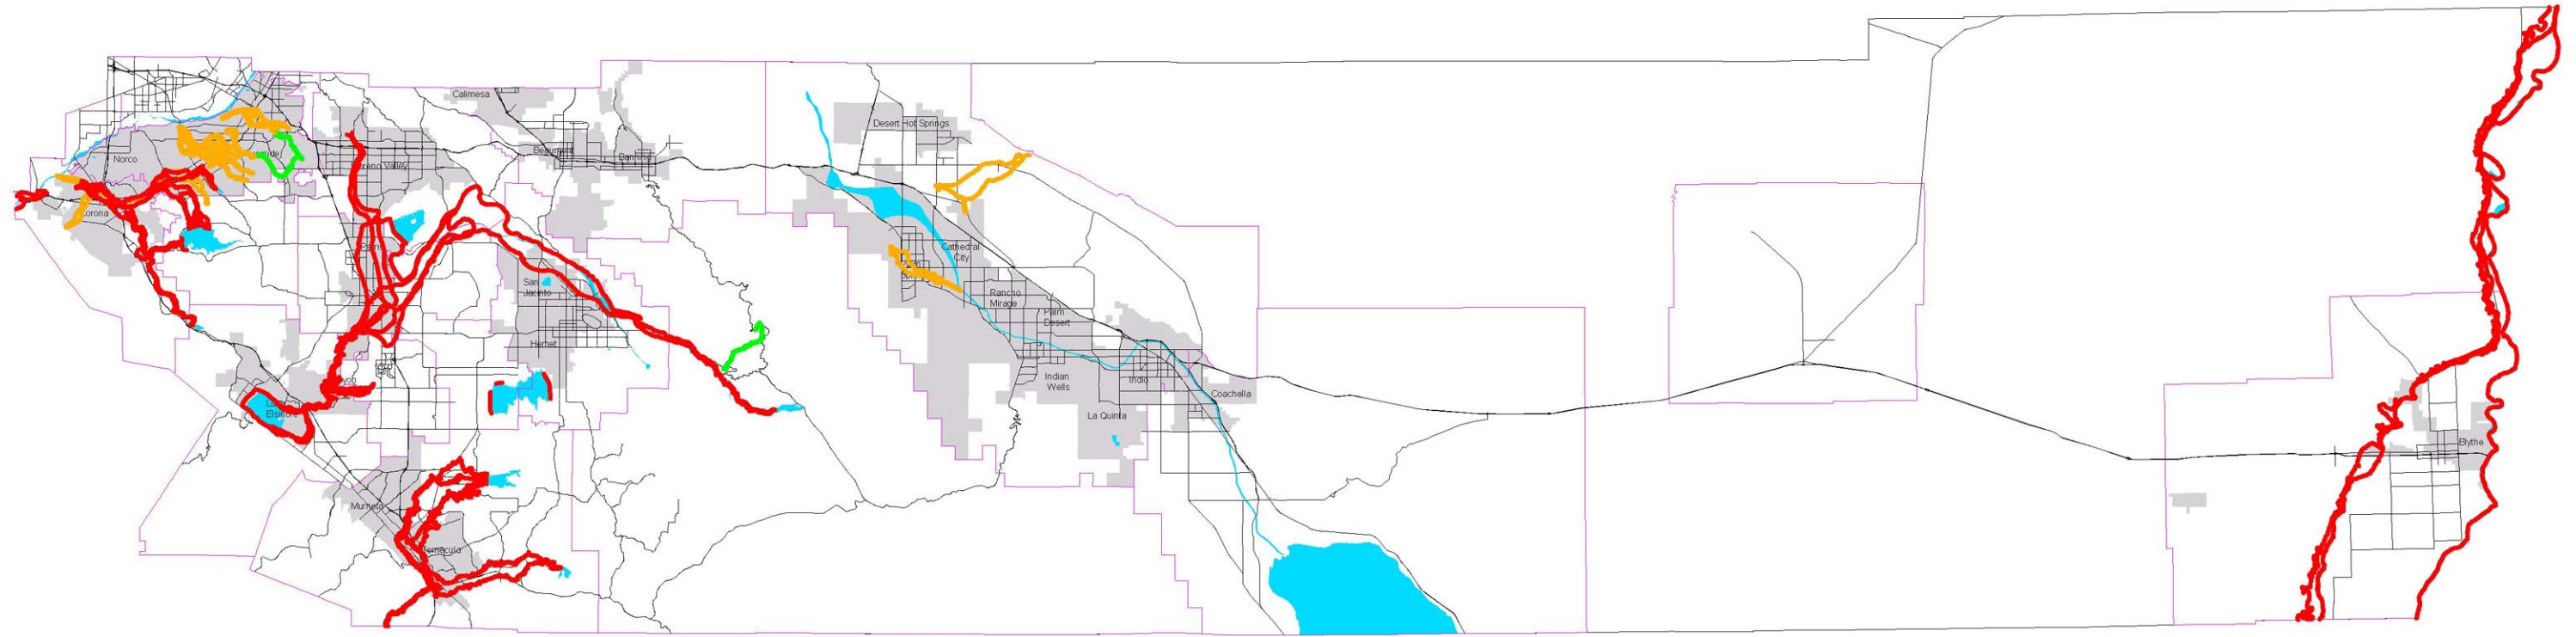 Calimesa
Desert Hot Springs
Norco
Beaumont
Banning
Moreno Valley
Corona
Perris
Cathedral
City
San
Jacinto
Rancho
Mirage
Palm
Desert
Hemet
Indian
Wells
Indio
Coachella
La Quinta
Elsinore
Blythe
Murrieta
Temecula